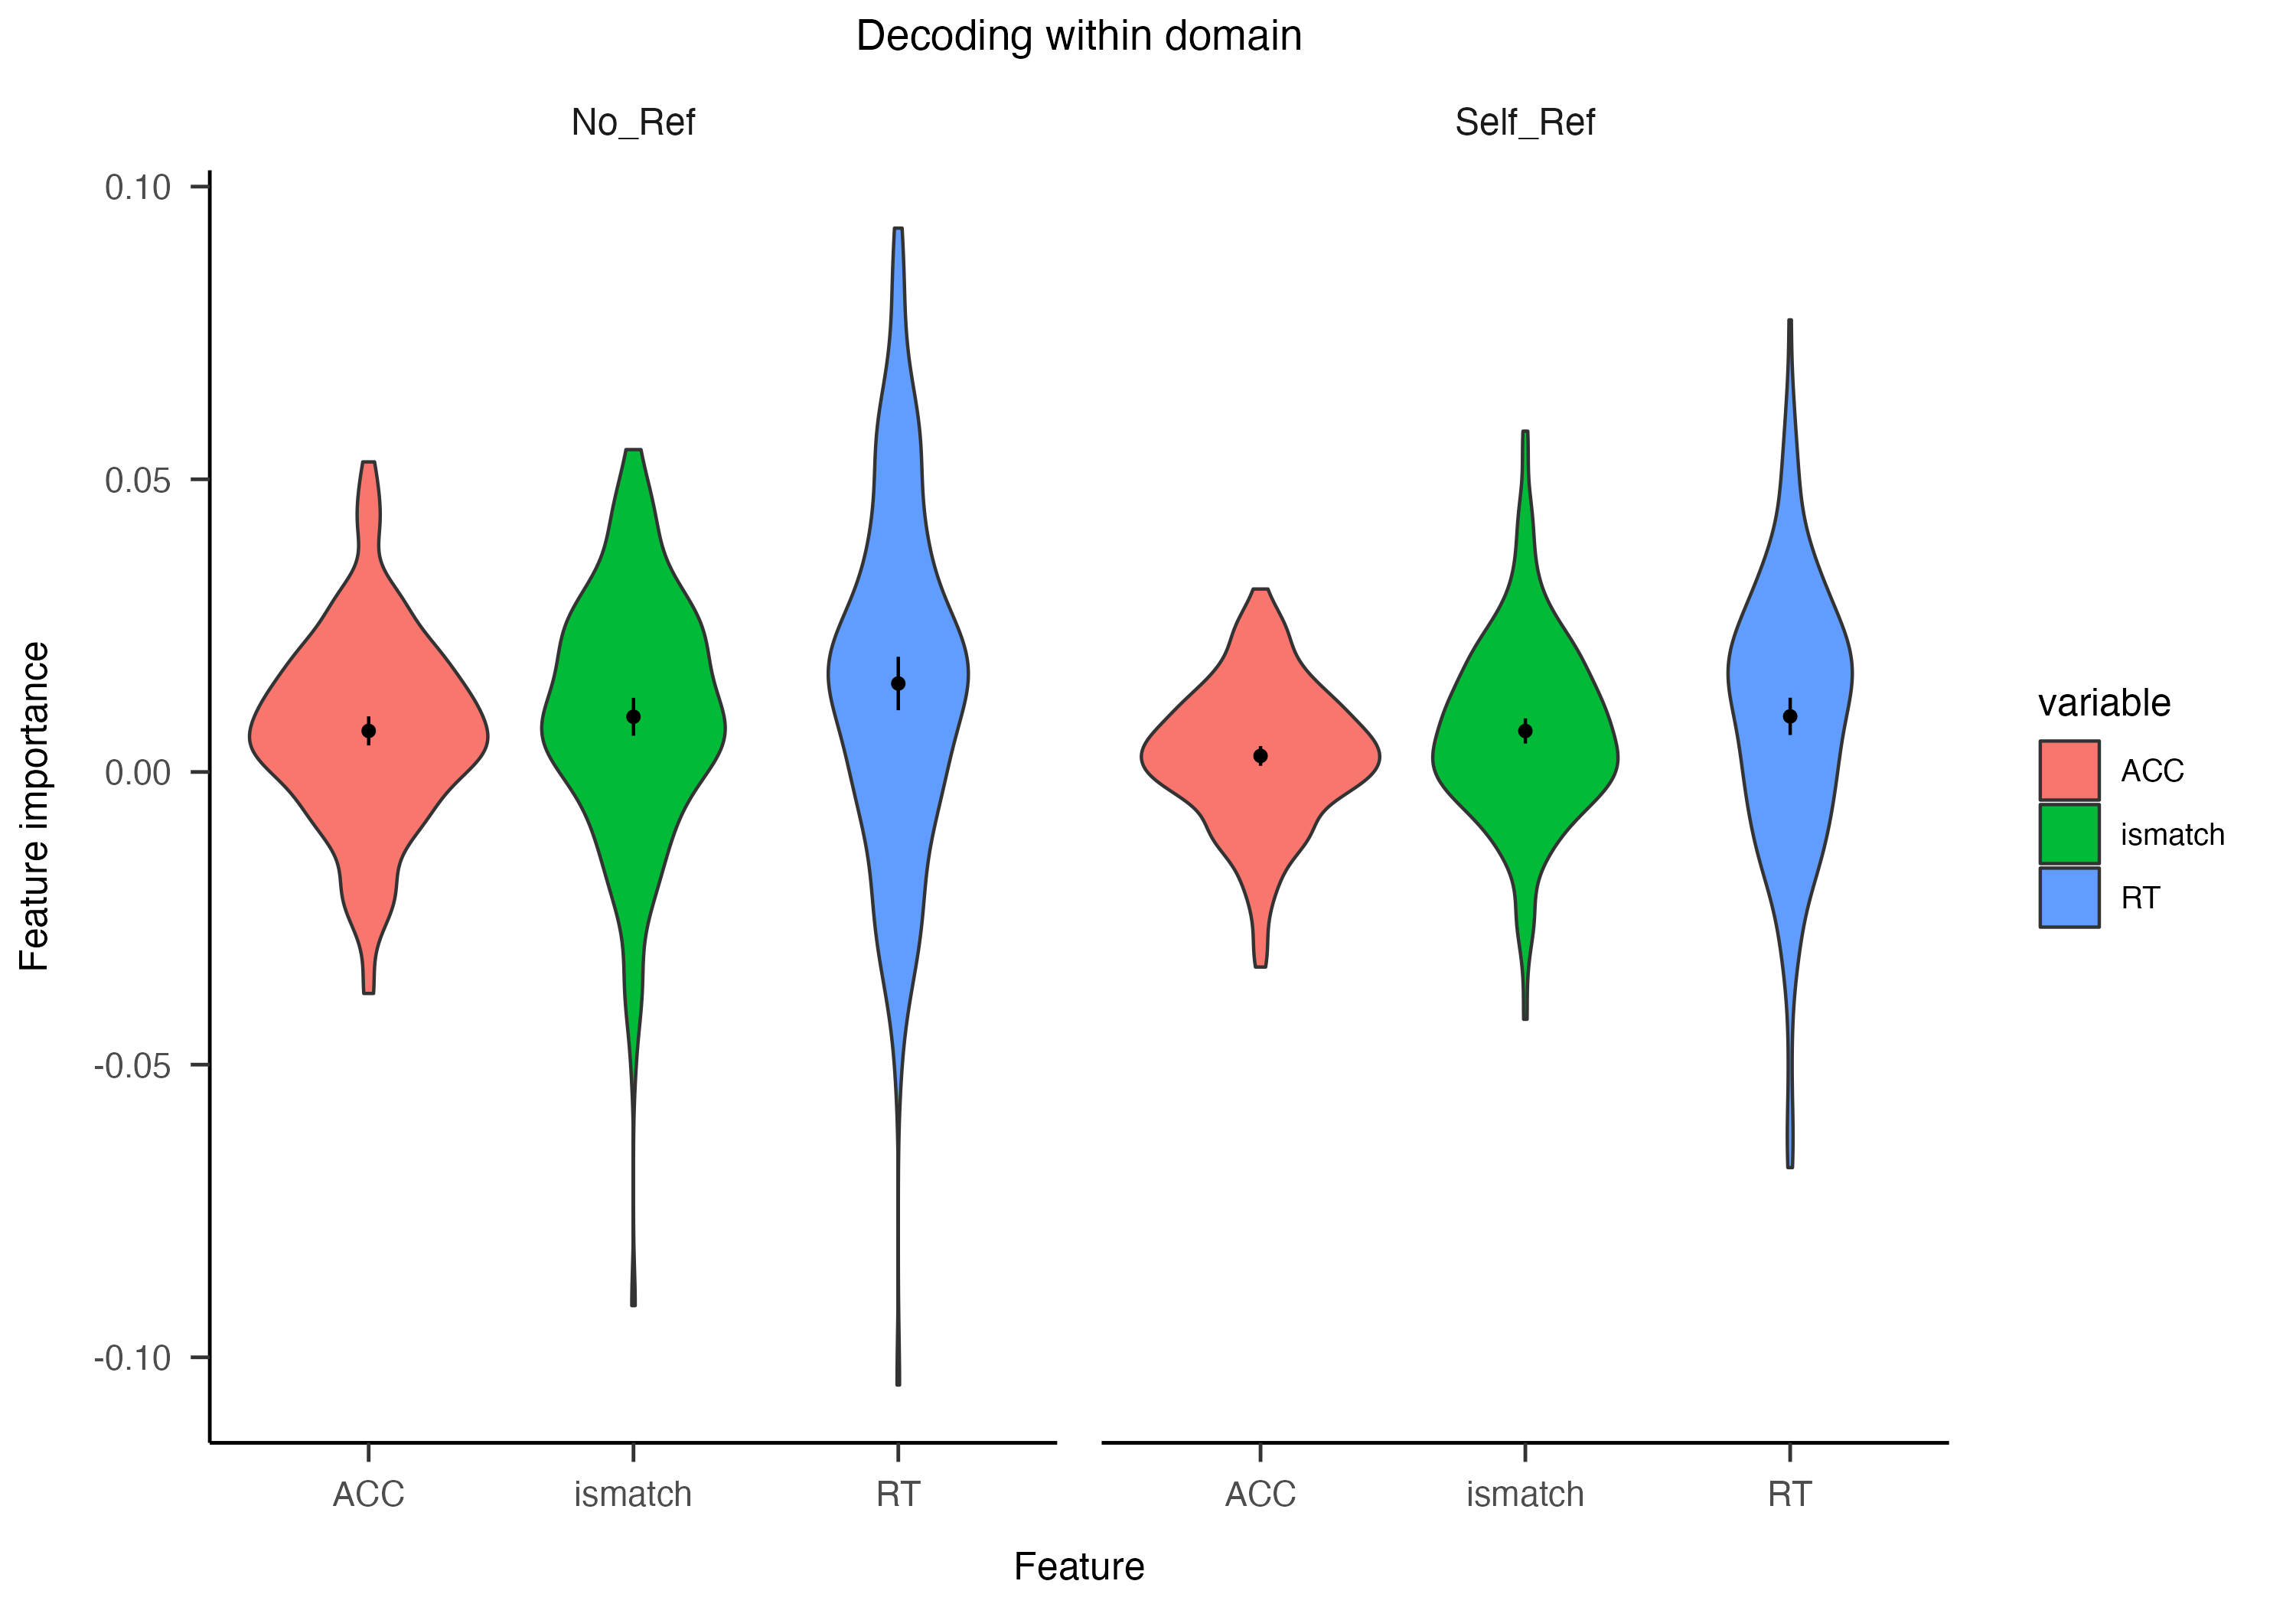 Decoding within domain
No_Ref
Self_Ref
0.10
0.05
0.00
-0.05
-0.10
Feature importance
ACC
ismatch
RT
ACC
ismatch
RT
Feature
variable
ACC
ismatch
RT